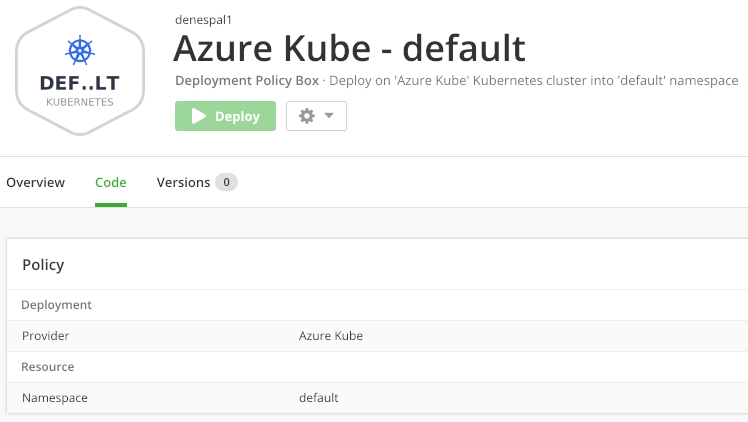 denespal1
Azure Kube - default
DEF..LT
KUBERNETES
Deployment Policy Box · Deploy on 'Azure Kube' Kubernetes cluster into 'default' namespace
Deploy
Overview Code Versions 0
Policy
Deployment
Provider Azure Kube
Resource
Namespace default